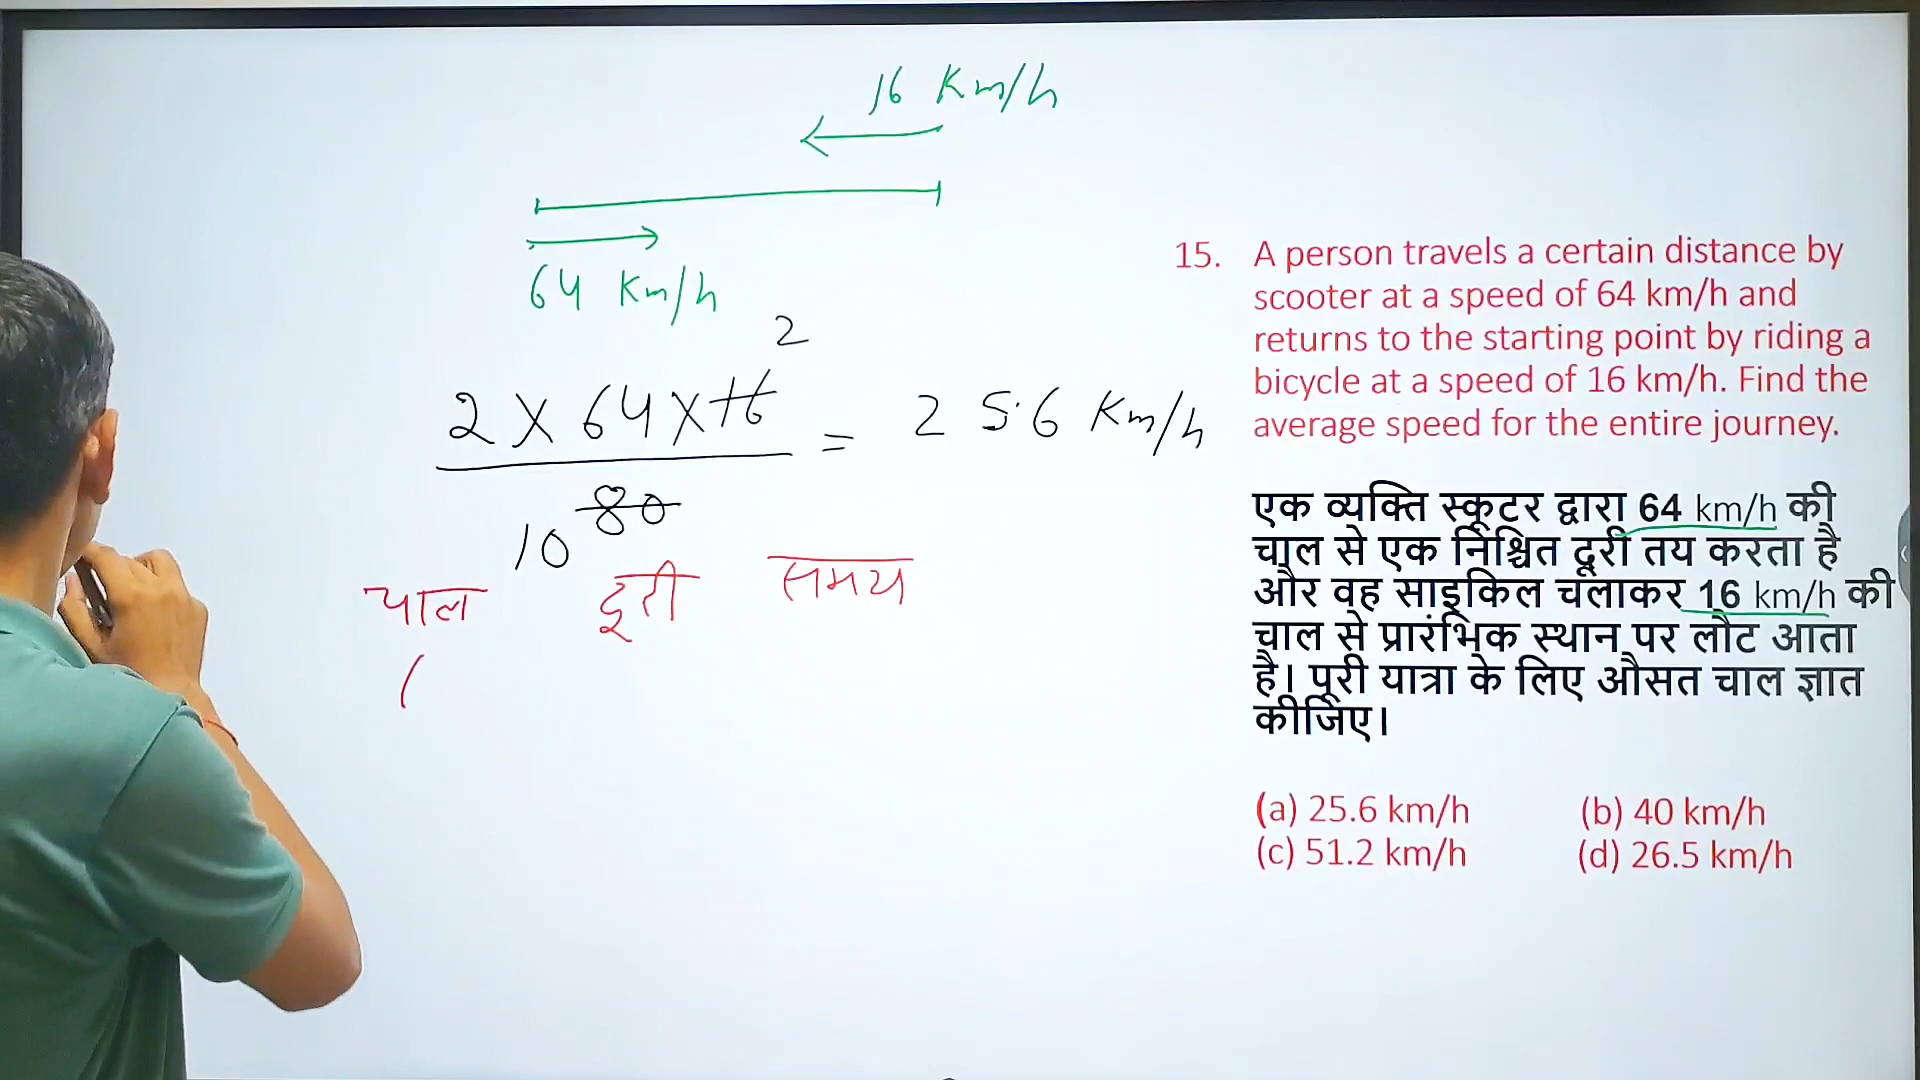 16 Km/h
64 Km/h
2
2 X 64 X 16
= 25.6 Km/h
10 80
चाल दूरी समय
(
15. A person travels a certain distance by
scooter at a speed of 64 km/h and
returns to the starting point by riding a
bicycle at a speed of 16 km/h. Find the
average speed for the entire journey.
एक व्यक्ति स्कूटर द्वारा 64 km/h की
चाल से एक निश्चित दूरी तय करता है
और वह साइकिल चलाकर 16 km/h की
चाल से प्रारंभिक स्थान पर लौट आता
है। पूरी यात्रा के लिए औसत चाल ज्ञात
कीजिए।
(a) 25.6 km/h (b) 40 km/h
(c) 51.2 km/h (d) 26.5 km/h